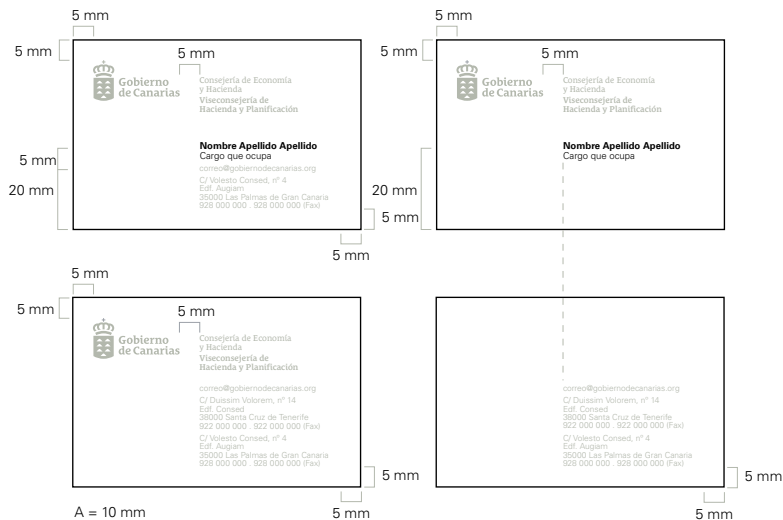 5 mm
5 mm
5 mm
Gobierno
de Canarias
Consejería de Economía
y Hacienda
Viseconsejería de
Hacienda y Planificación
Nombre Apellido Apellido
Cargo que ocupa
correo@gobiernodecanarias.org
C/ Volesto Consed, nº 4
Edf. Augiam
35000 Las Palmas de Gran Canaria
928 000 000 . 928 000 000 (Fax)
5 mm
20 mm
5 mm
5 mm
5 mm
5 mm
5 mm
Gobierno
de Canarias
Consejería de Economía
y Hacienda
Viseconsejería de
Hacienda y Planificación
Nombre Apellido Apellido
Cargo que ocupa
20 mm
5 mm
5 mm
5 mm
Gobierno
de Canarias
Consejería de Economía
y Hacienda
Viseconsejería de
Hacienda y Planificación
correo@gobiernodecanarias.org
C/ Duissim Volorem, nº 14
Edf. Consed
38000 Santa Cruz de Tenerife
922 000 000 . 922 000 000 (Fax)
C/ Volesto Consed, nº 4
Edf. Augiam
35000 Las Palmas de Gran Canaria
928 000 000 . 928 000 000 (Fax)
5 mm
5 mm
A = 10 mm
correo@gobiernodecanarias.org
C/ Duissim Volorem, nº 14
Edf. Consed
38000 Santa Cruz de Tenerife
922 000 000 . 922 000 000 (Fax)
C/ Volesto Consed, nº 4
Edf. Augiam
35000 Las Palmas de Gran Canaria
928 000 000 . 928 000 000 (Fax)
5 mm
5 mm